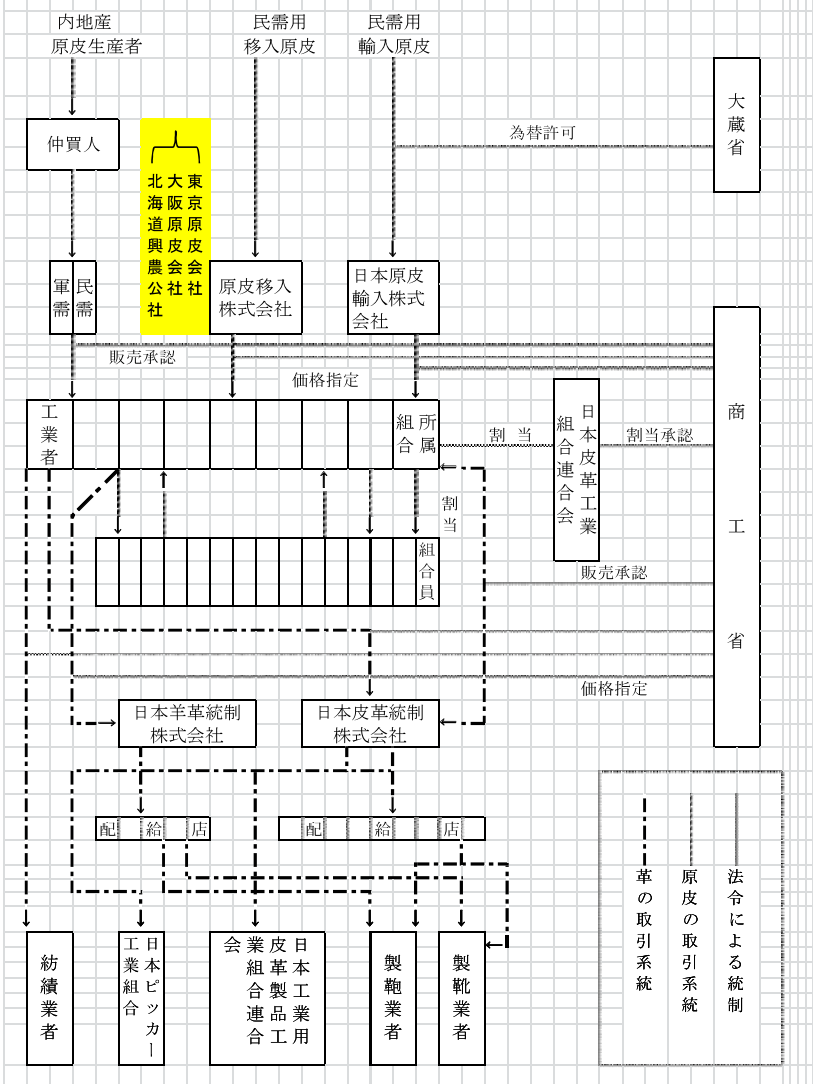 内地産
原皮生産者
民需用
移入原皮
民需用
輸入原皮
大蔵省
為替許可
仲買人
東京原皮会社
大阪原皮会社
北海道興農公社
軍需
民需
原皮移入
株式会社
日本原皮
輸入株式
会社
販売承認
価格指定
工業者
所属
組合
割当
日本皮革工業
組合連合会
割当承認
商工省
割当
組合員
販売承認
価格指定
日本羊革統制
株式会社
日本皮革統制
株式会社
配給店
配給店
法令による統制
原皮の取引系統
革の取引系統
紡績業者
日本ピッカー
工業組合
日本工業用
皮革製品工
業組合連合
会
製鞄業者
製靴業者